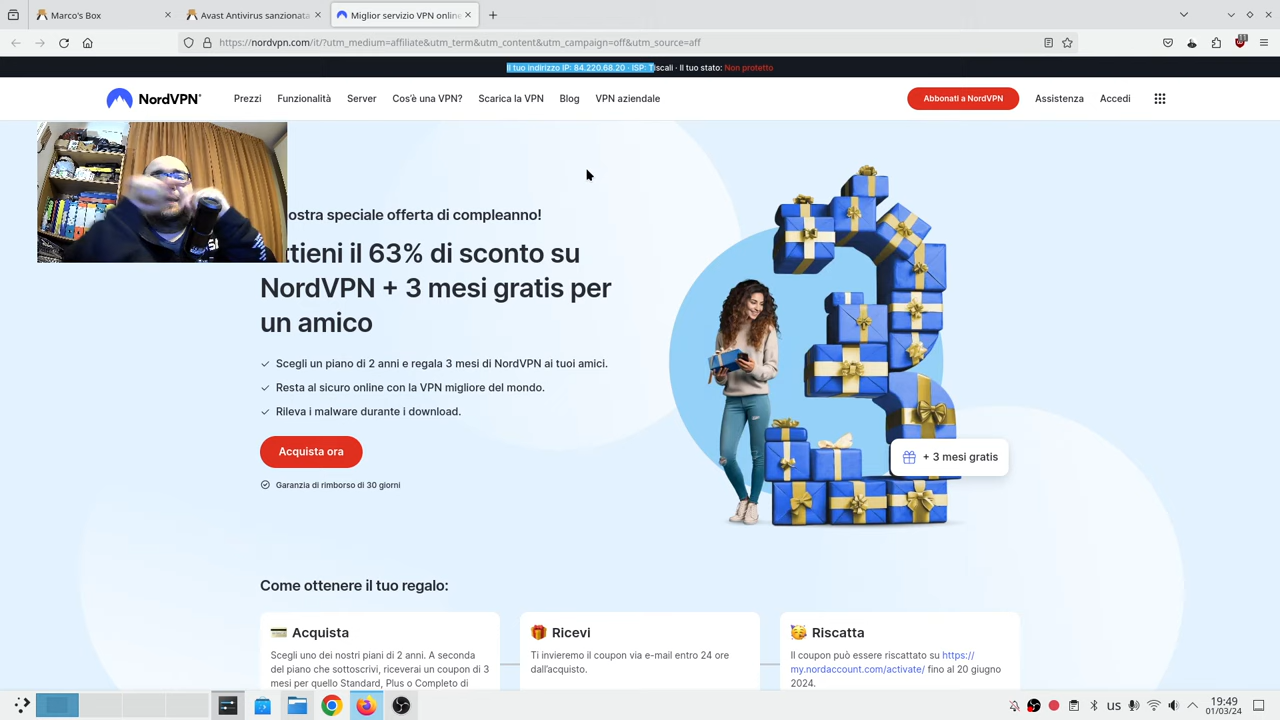 Marco's Box
Avast Antivirus sanzionata
Miglior servizio VPN online
https://nordvpn.com/it/?utm_medium=affiliate&utm_term&utm_content&utm_campaign=off&utm_source=aff
Il tuo indirizzo IP: 84.220.68.20 · ISP: Tiscali · Il tuo stato: Non protetto
NordVPN®
Prezzi
Funzionalità
Server
Cos'è una VPN?
Scarica la VPN
Blog
VPN aziendale
Abbonati a NordVPN
Assistenza
Accedi
ostra speciale offerta di compleanno!
tieni il 63% di sconto su
NordVPN + 3 mesi gratis per
un amico
Scegli un piano di 2 anni e regala 3 mesi di NordVPN ai tuoi amici.
Resta al sicuro online con la VPN migliore del mondo.
Rileva i malware durante i download.
Acquista ora
Garanzia di rimborso di 30 giorni
+ 3 mesi gratis
Come ottenere il tuo regalo:
Acquista
Scegli uno dei nostri piani di 2 anni. A seconda
del piano che sottoscrivi, riceverai un coupon di 3
mesi per quello Standard, Plus o Completo di
Ricevi
Ti invieremo il coupon via e-mail entro 24 ore
dall'acquisto.
Riscatta
Il coupon può essere riscattato su https://
my.nordaccount.com/activate/ fino al 20 giugno
2024.
US
19:49
01/03/24